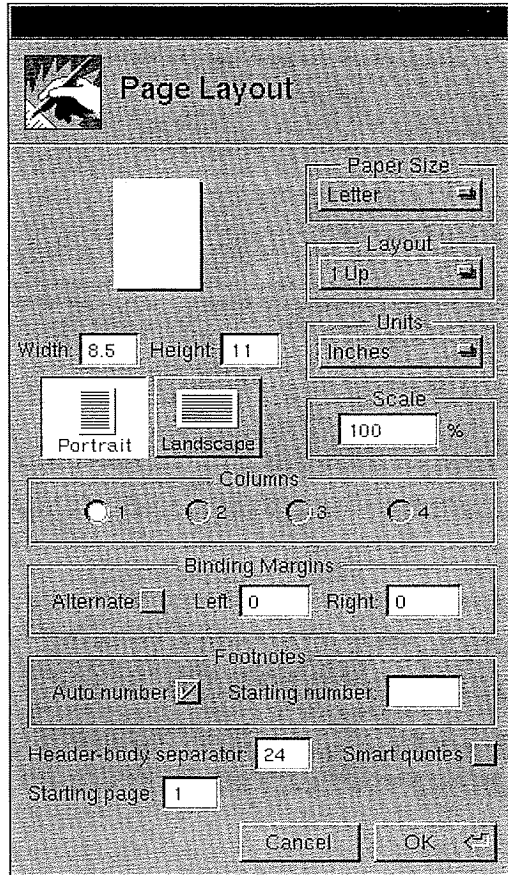 Page Layout
Paper Size
Letter
Layout
1 Up
Units
Width: 8.5 Height: 11
Inches
Scale
100 %
Portrait Landscape
Columns
1 2 3 4
Binding Margins
Alternate Left: 0 Right: 0
Footnotes
Auto number Starting number:
Header-body separator: 24 Smart quotes
Starting page: 1
Cancel OK